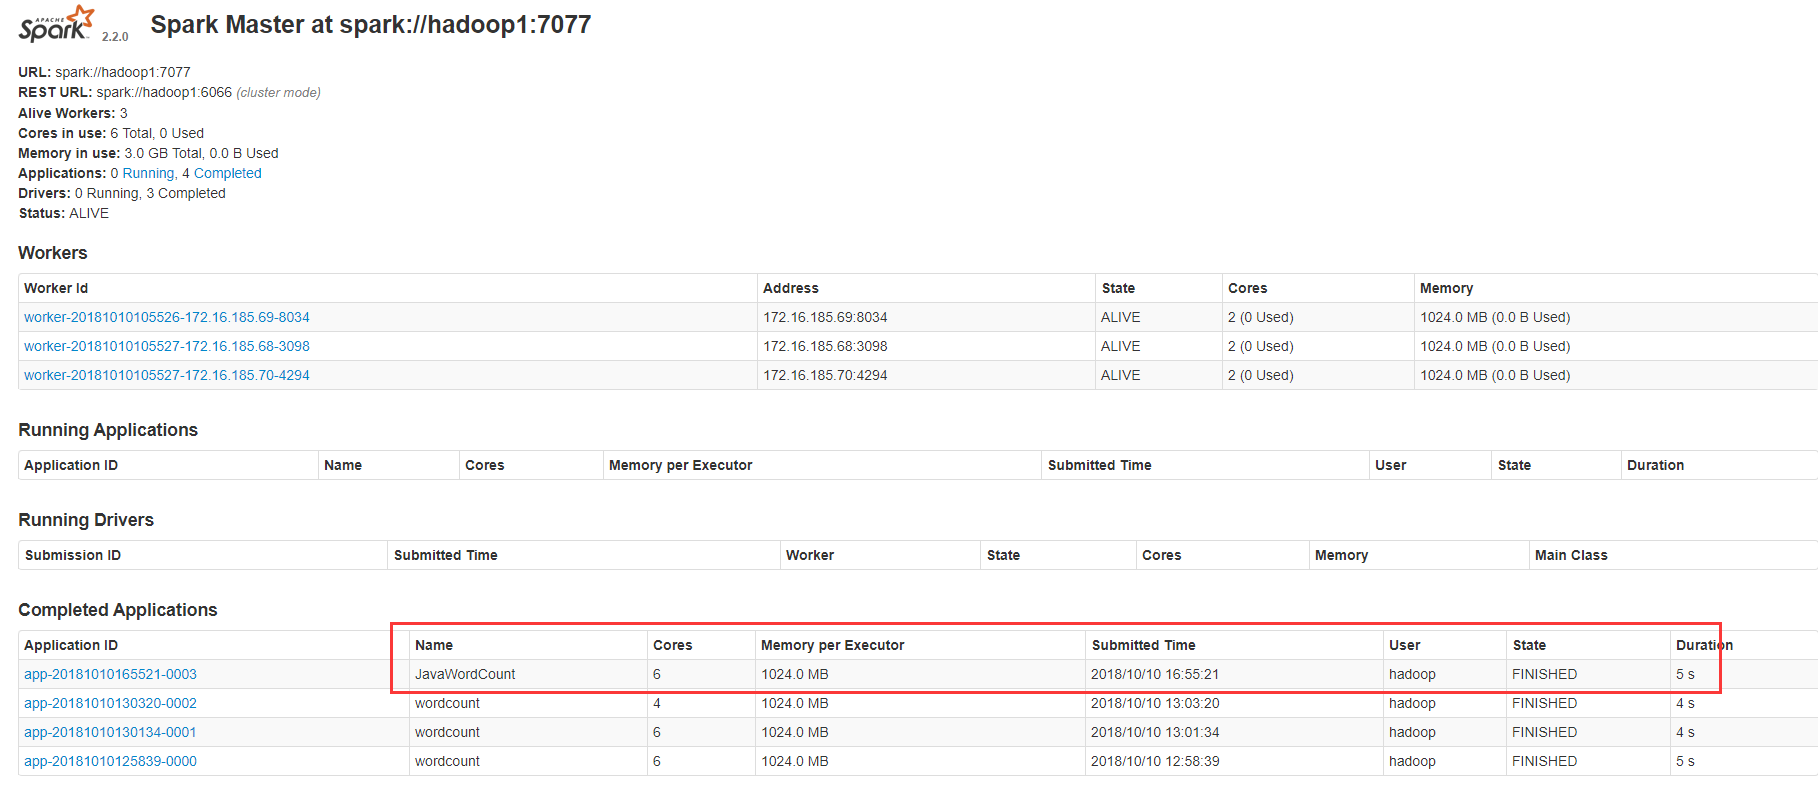 APACHE Spark 2.2.0 Spark Master at spark://hadoop1:7077
URL: spark://hadoop1:7077
REST URL: spark://hadoop1:6066 (cluster mode)
Alive Workers: 3
Cores in use: 6 Total, 0 Used
Memory in use: 3.0 GB Total, 0.0 B Used
Applications: 0 Running, 4 Completed
Drivers: 0 Running, 3 Completed
Status: ALIVE
Workers
Worker Id Address State Cores Memory
worker-20181010105526-172.16.185.69-8034 172.16.185.69:8034 ALIVE 2 (0 Used) 1024.0 MB (0.0 B Used)
worker-20181010105527-172.16.185.68-3098 172.16.185.68:3098 ALIVE 2 (0 Used) 1024.0 MB (0.0 B Used)
worker-20181010105527-172.16.185.70-4294 172.16.185.70:4294 ALIVE 2 (0 Used) 1024.0 MB (0.0 B Used)
Running Applications
Application ID Name Cores Memory per Executor Submitted Time User State Duration
Running Drivers
Submission ID Submitted Time Worker State Cores Memory Main Class
Completed Applications
Application ID Name Cores Memory per Executor Submitted Time User State Duration
app-20181010165521-0003 JavaWordCount 6 1024.0 MB 2018/10/10 16:55:21 hadoop FINISHED 5 s
app-20181010130320-0002 wordcount 4 1024.0 MB 2018/10/10 13:03:20 hadoop FINISHED 4 s
app-20181010130134-0001 wordcount 6 1024.0 MB 2018/10/10 13:01:34 hadoop FINISHED 4 s
app-20181010125839-0000 wordcount 6 1024.0 MB 2018/10/10 12:58:39 hadoop FINISHED 5 s